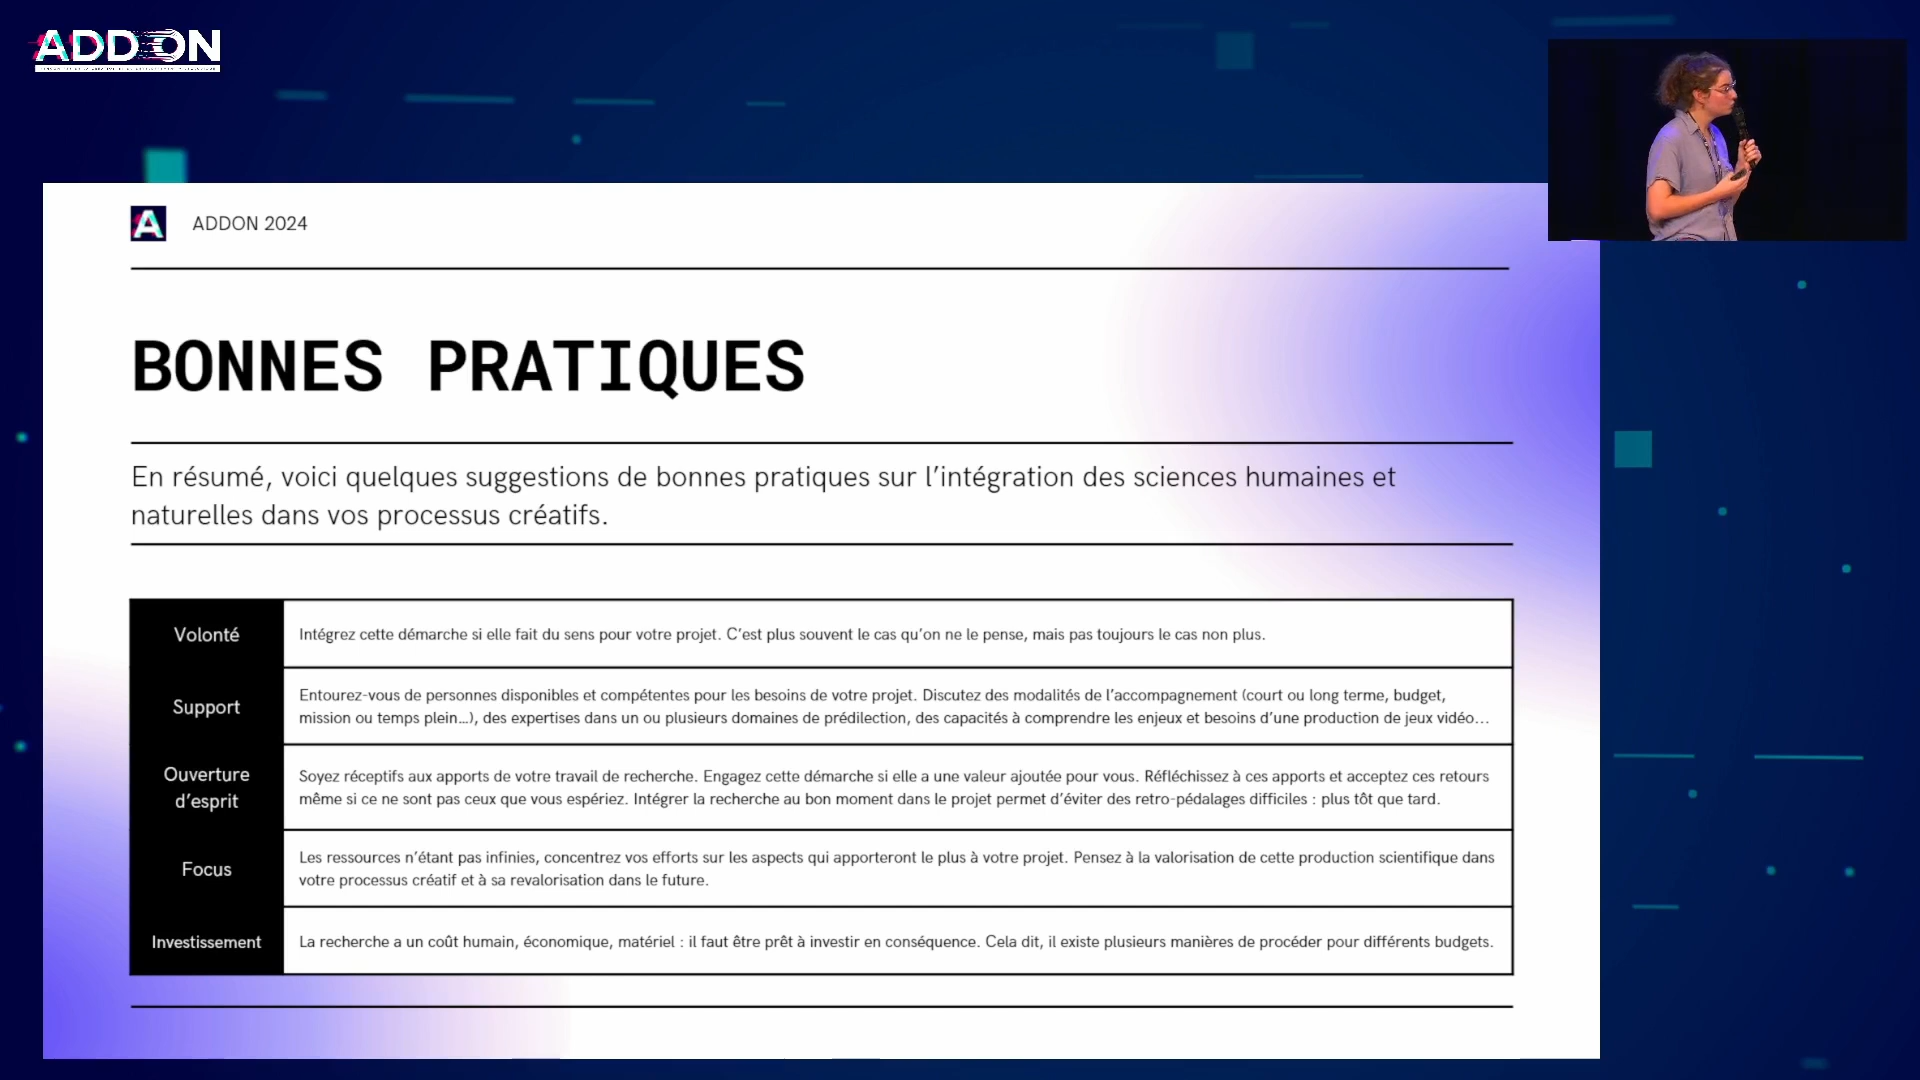 ADDON
ADDON 2024
BONNES PRATIQUES
En résumé, voici quelques suggestions de bonnes pratiques sur l'intégration des sciences humaines et
naturelles dans vos processus créatifs.
Volonté
Intégrez cette démarche si elle fait du sens pour votre projet. C'est plus souvent le cas qu'on ne le pense, mais pas toujours le cas non plus.
Support
Entourez-vous de personnes disponibles et compétentes pour les besoins de votre projet. Discutez des modalités de l'accompagnement (court ou long terme, budget,
mission ou temps plein...), des expertises dans un ou plusieurs domaines de prédilection, des capacités à comprendre les enjeux et besoins d'une production de jeux vidéo...
Ouverture
d'esprit
Soyez réceptifs aux apports de votre travail de recherche. Engagez cette démarche si elle a une valeur ajoutée pour vous. Réfléchissez à ces apports et acceptez ces retours
même si ce ne sont pas ceux que vous espériez. Intégrer la recherche au bon moment dans le projet permet d'éviter des retro-pédalages difficiles : plus tôt que tard.
Focus
Les ressources n'étant pas infinies, concentrez vos efforts sur les aspects qui apporteront le plus à votre projet. Pensez à la valorisation de cette production scientifique dans
votre processus créatif et à sa revalorisation dans le future.
Investissement
La recherche a un coût humain, économique, matériel : il faut être prêt à investir en conséquence. Cela dit, il existe plusieurs manières de procéder pour différents budgets.